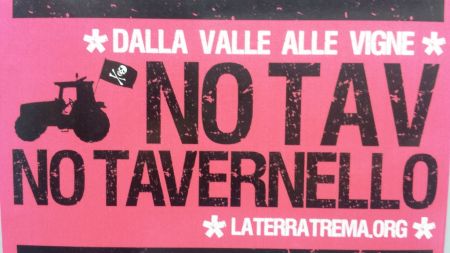 * DALLA VALLE ALLE VIGNE *
NO TAV
NO TAVERNELLO
* LATERRATREMA.ORG *